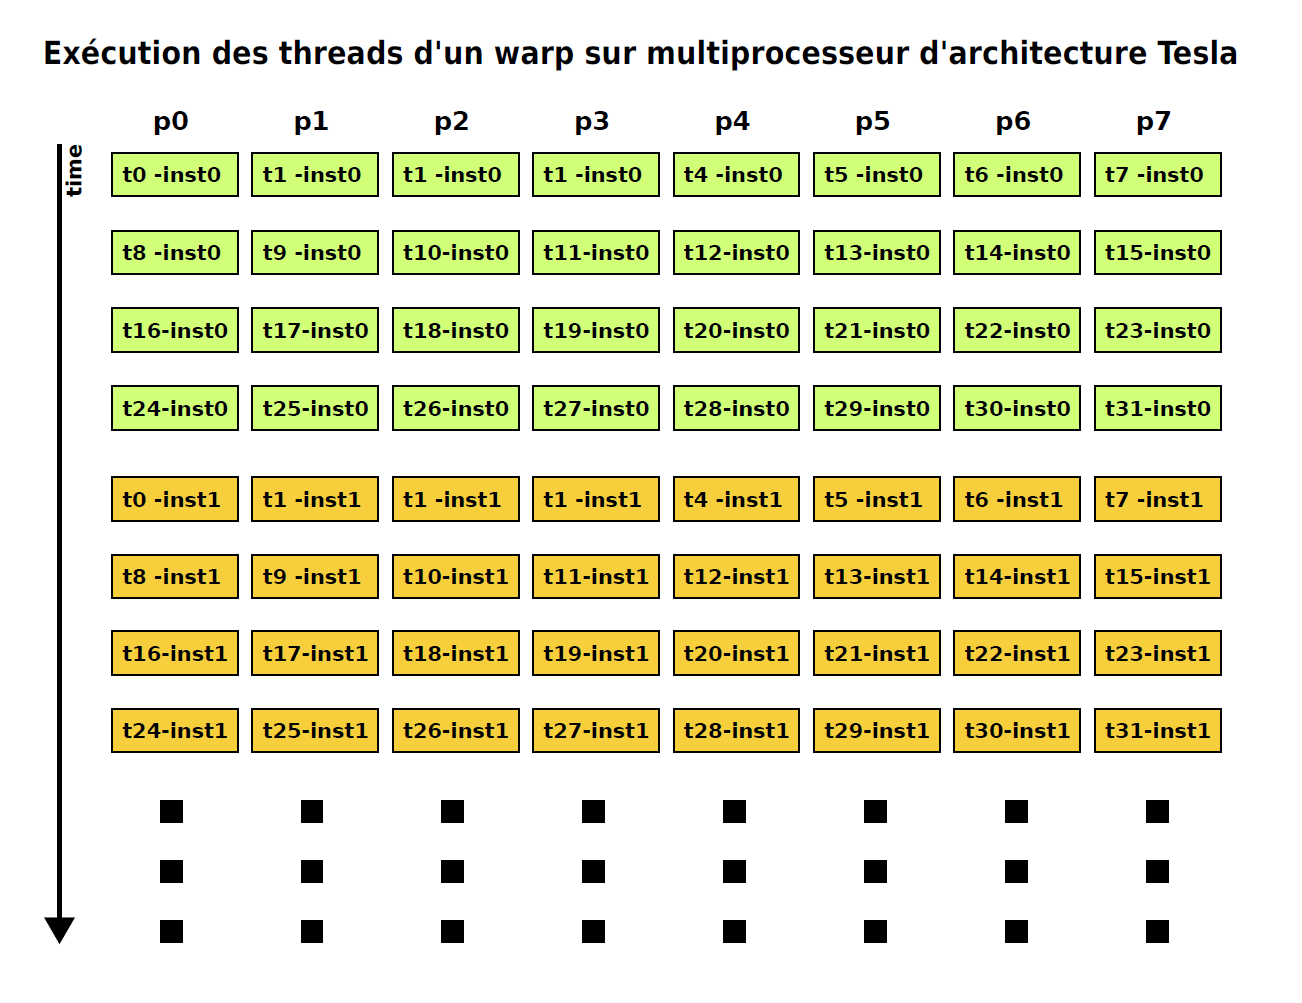 Exécution des threads d'un warp sur multiprocesseur d'architecture Tesla
p0 p1 p2 p3 p4 p5 p6 p7
time
t0 -inst0 t1 -inst0 t1 -inst0 t1 -inst0 t4 -inst0 t5 -inst0 t6 -inst0 t7 -inst0
t8 -inst0 t9 -inst0 t10-inst0 t11-inst0 t12-inst0 t13-inst0 t14-inst0 t15-inst0
t16-inst0 t17-inst0 t18-inst0 t19-inst0 t20-inst0 t21-inst0 t22-inst0 t23-inst0
t24-inst0 t25-inst0 t26-inst0 t27-inst0 t28-inst0 t29-inst0 t30-inst0 t31-inst0
t0 -inst1 t1 -inst1 t1 -inst1 t1 -inst1 t4 -inst1 t5 -inst1 t6 -inst1 t7 -inst1
t8 -inst1 t9 -inst1 t10-inst1 t11-inst1 t12-inst1 t13-inst1 t14-inst1 t15-inst1
t16-inst1 t17-inst1 t18-inst1 t19-inst1 t20-inst1 t21-inst1 t22-inst1 t23-inst1
t24-inst1 t25-inst1 t26-inst1 t27-inst1 t28-inst1 t29-inst1 t30-inst1 t31-inst1